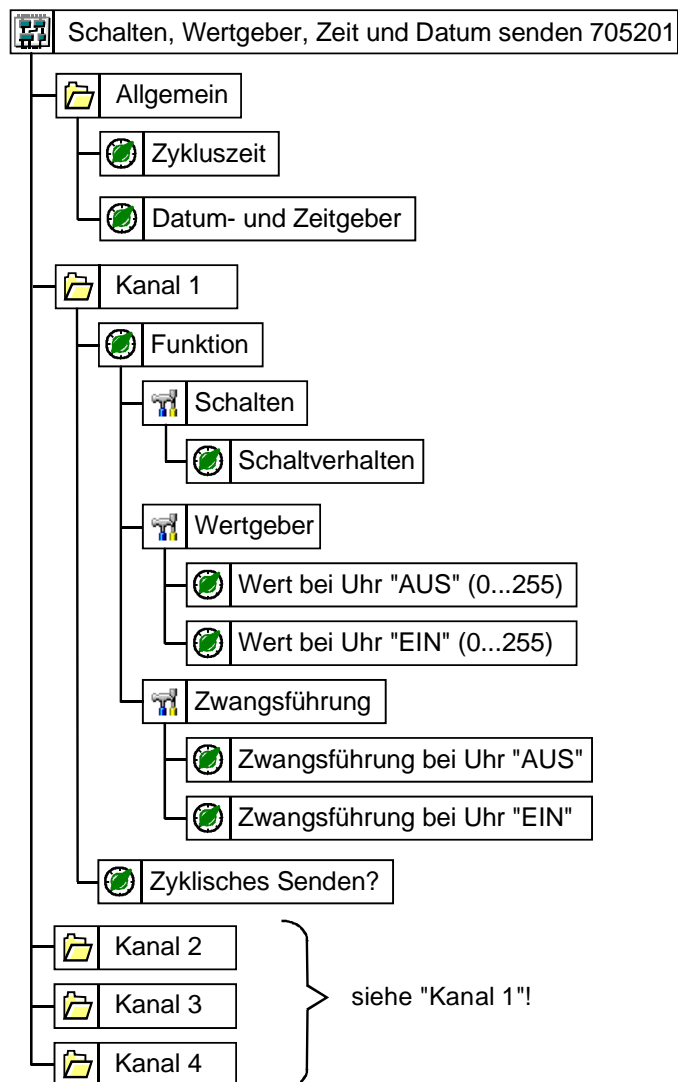 Schalten, Wertgeber, Zeit und Datum senden 705201
Allgemein
Zykluszeit
Datum- und Zeitgeber
Kanal 1
Funktion
Schalten
Schaltverhalten
Wertgeber
Wert bei Uhr "AUS" (0...255)
Wert bei Uhr "EIN" (0...255)
Zwangsführung
Zwangsführung bei Uhr "AUS"
Zwangsführung bei Uhr "EIN"
Zyklisches Senden?
Kanal 2
Kanal 3
siehe "Kanal 1"!
Kanal 4